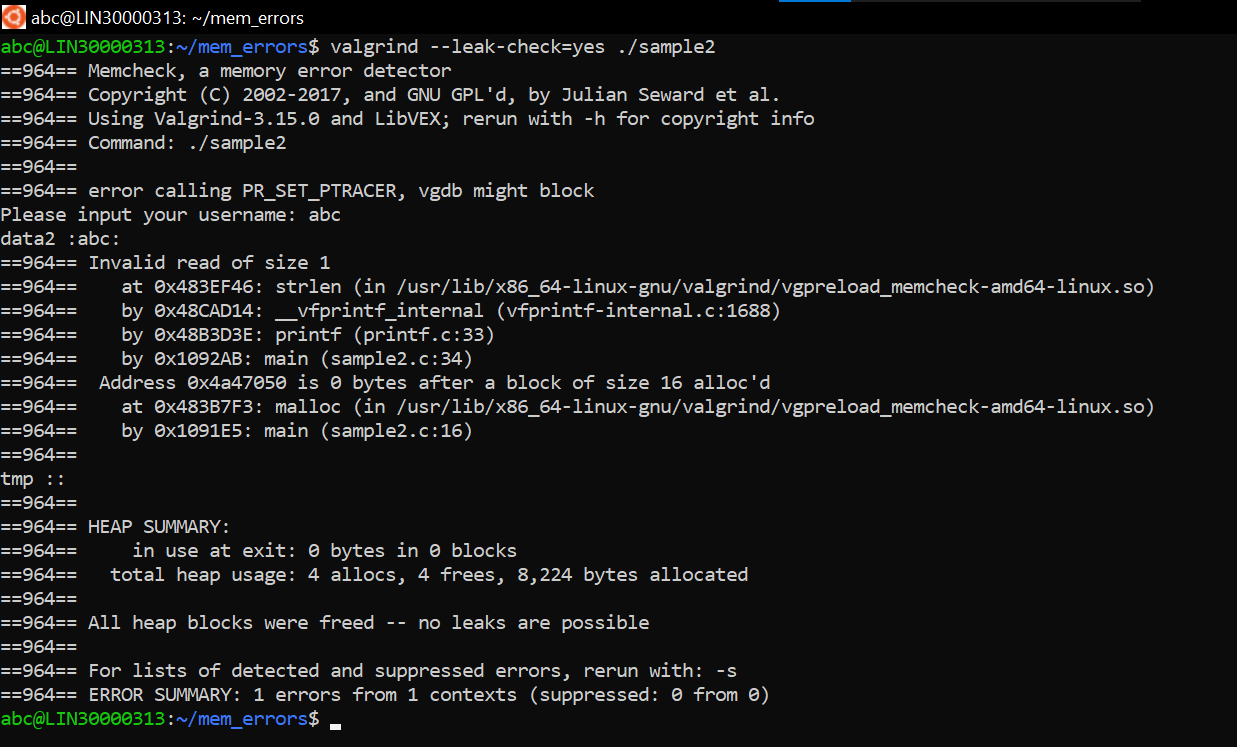 abc@LIN30000313: ~/mem_errors
abc@LIN30000313:~/mem_errors$ valgrind --leak-check=yes ./sample2
==964== Memcheck, a memory error detector
==964== Copyright (C) 2002-2017, and GNU GPL'd, by Julian Seward et al.
==964== Using Valgrind-3.15.0 and LibVEX; rerun with -h for copyright info
==964== Command: ./sample2
==964==
==964== error calling PR_SET_PTRACER, vgdb might block
Please input your username: abc
data2 :abc:
==964== Invalid read of size 1
==964==    at 0x483EF46: strlen (in /usr/lib/x86_64-linux-gnu/valgrind/vgpreload_memcheck-amd64-linux.so)
==964==    by 0x48CAD14: __vfprintf_internal (vfprintf-internal.c:1688)
==964==    by 0x48B3D3E: printf (printf.c:33)
==964==    by 0x1092AB: main (sample2.c:34)
==964==  Address 0x4a47050 is 0 bytes after a block of size 16 alloc'd
==964==    at 0x483B7F3: malloc (in /usr/lib/x86_64-linux-gnu/valgrind/vgpreload_memcheck-amd64-linux.so)
==964==    by 0x1091E5: main (sample2.c:16)
==964==
tmp ::
==964==
==964== HEAP SUMMARY:
==964==     in use at exit: 0 bytes in 0 blocks
==964==   total heap usage: 4 allocs, 4 frees, 8,224 bytes allocated
==964==
==964== All heap blocks were freed -- no leaks are possible
==964==
==964== For lists of detected and suppressed errors, rerun with: -s
==964== ERROR SUMMARY: 1 errors from 1 contexts (suppressed: 0 from 0)
abc@LIN30000313:~/mem_errors$